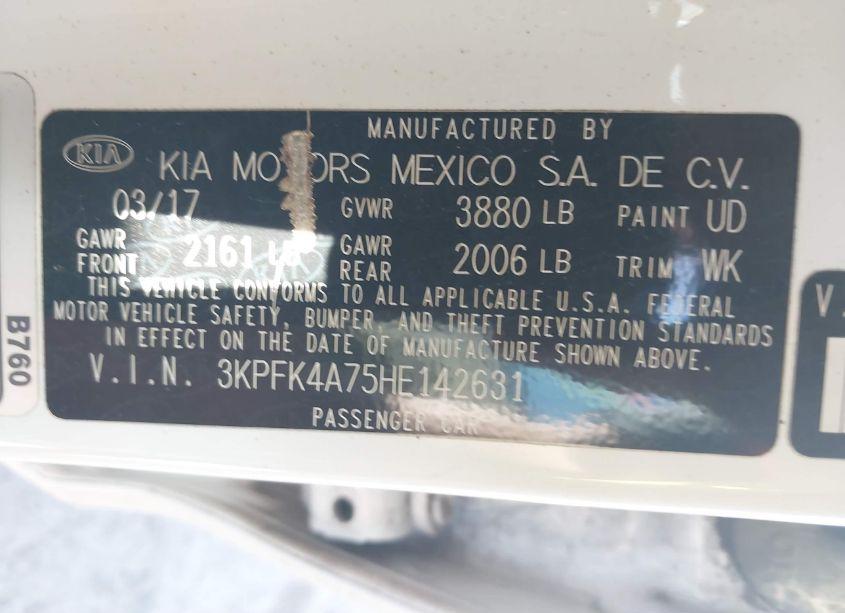 MANUFACTURED BY
KIA KIA MOTORS MEXICO S.A. DE C.V.
03/17 GVWR 3880 LB PAINT UD
GAWR FRONT 2161 LB GAWR REAR 2006 LB TRIM WK
THIS VEHICLE CONFORMS TO ALL APPLICABLE U.S.A. FEDERAL
MOTOR VEHICLE SAFETY, BUMPER, AND THEFT PREVENTION STANDARDS
IN EFFECT ON THE DATE OF MANUFACTURE SHOWN ABOVE.
V.I.N. 3KPFK4A75HE142631
PASSENGER CAR
B760
V.